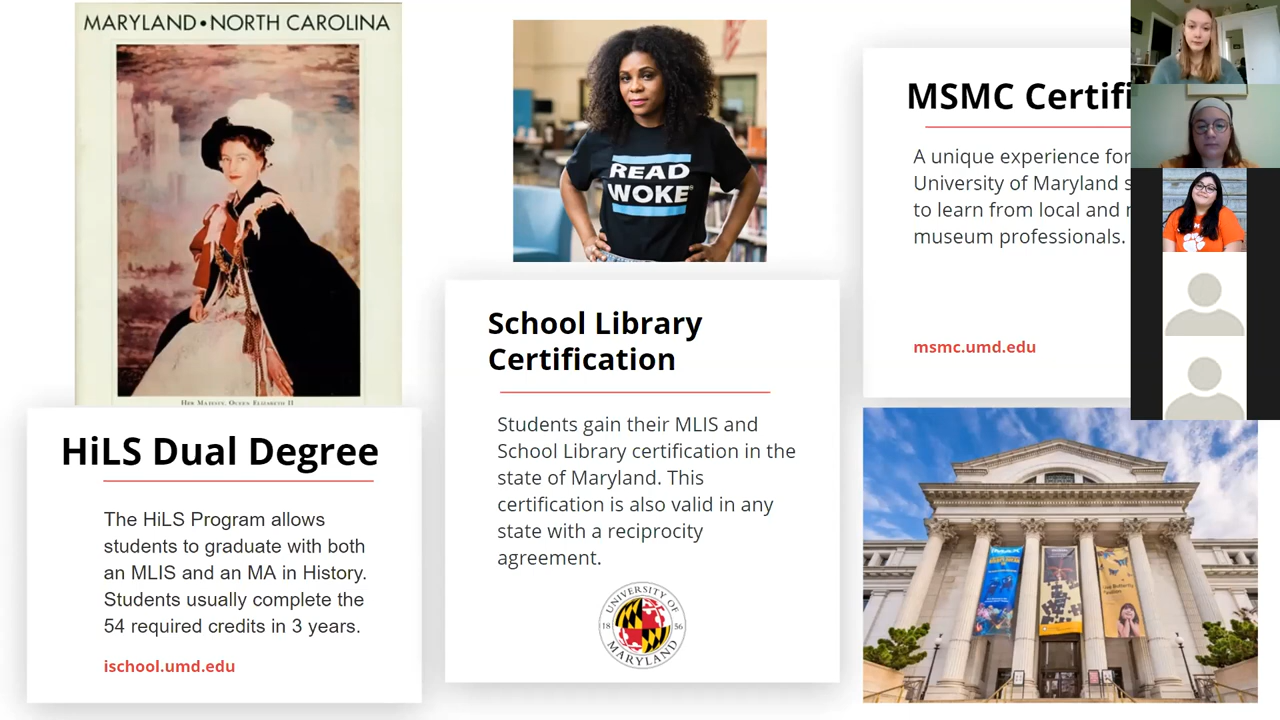 MARYLAND•NORTH CAROLINA
HER MAJESTY, QUEEN ELIZABETH II
HiLS Dual Degree
The HiLS Program allows
students to graduate with both
an MLIS and an MA in History.
Students usually complete the
54 required credits in 3 years.
ischool.umd.edu
READ
WOKE
School Library
Certification
Students gain their MLIS and
School Library certification in the
state of Maryland. This
certification is also valid in any
state with a reciprocity
agreement.
UNIVERSITY OF
18 56
MARYLAND
MSMC Certifi
A unique experience for
University of Maryland s
to learn from local and
museum professionals.
msmc.umd.edu